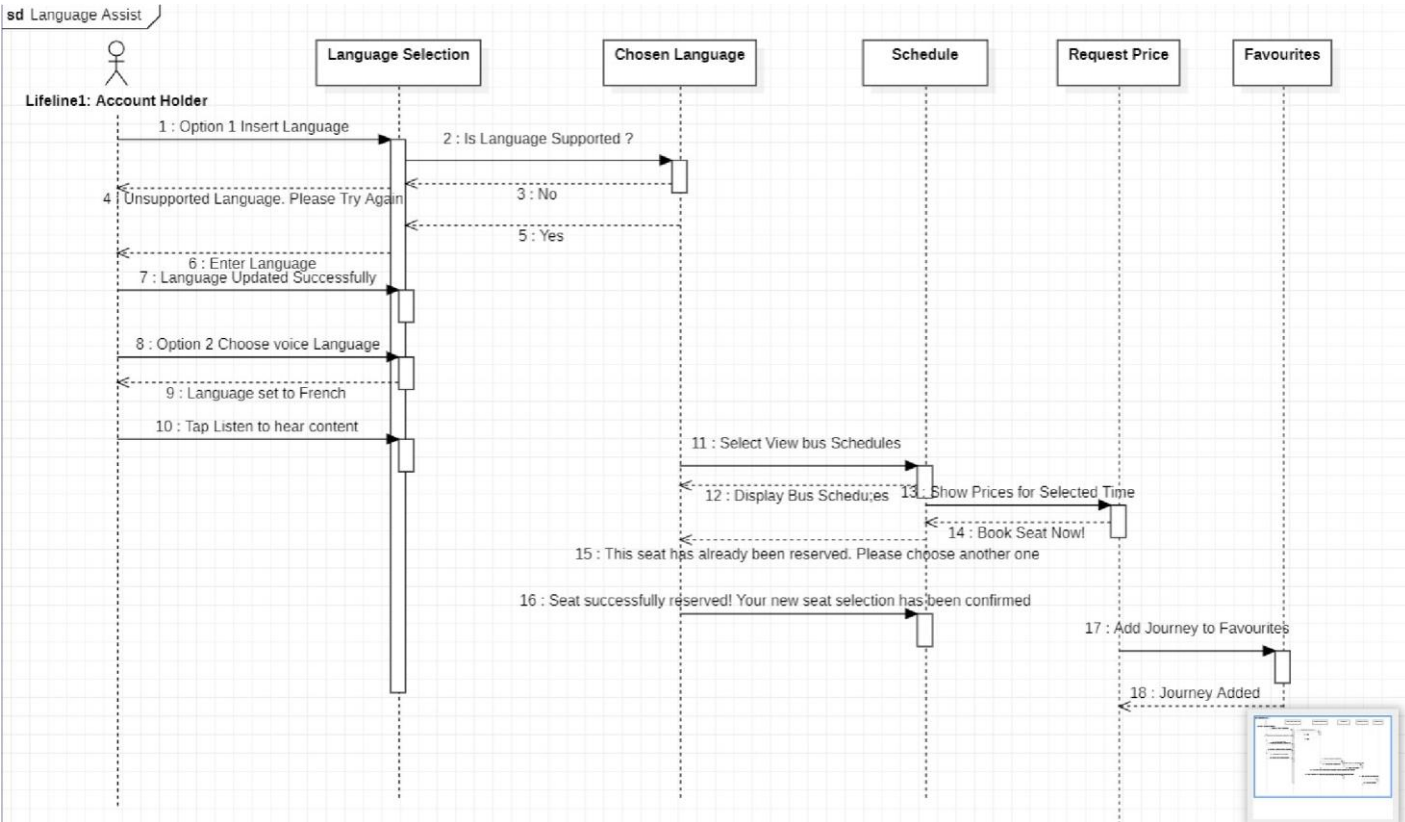 sd Language Assist
Language Selection
Chosen Language
Schedule
Request Price
Favourites
Lifeline1: Account Holder
1 : Option 1 Insert Language
2 : Is Language Supported ?
3 : No
4 : Unsupported Language. Please Try Again
5 : Yes
6 : Enter Language
7 : Language Updated Successfully
8 : Option 2 Choose voice Language
9 : Language set to French
10 : Tap Listen to hear content
11 : Select View bus Schedules
12 : Display Bus Schedu;es
13 : Show Prices for Selected Time
14 : Book Seat Now!
15 : This seat has already been reserved. Please choose another one
16 : Seat successfully reserved! Your new seat selection has been confirmed
17 : Add Journey to Favourites
18 : Journey Added